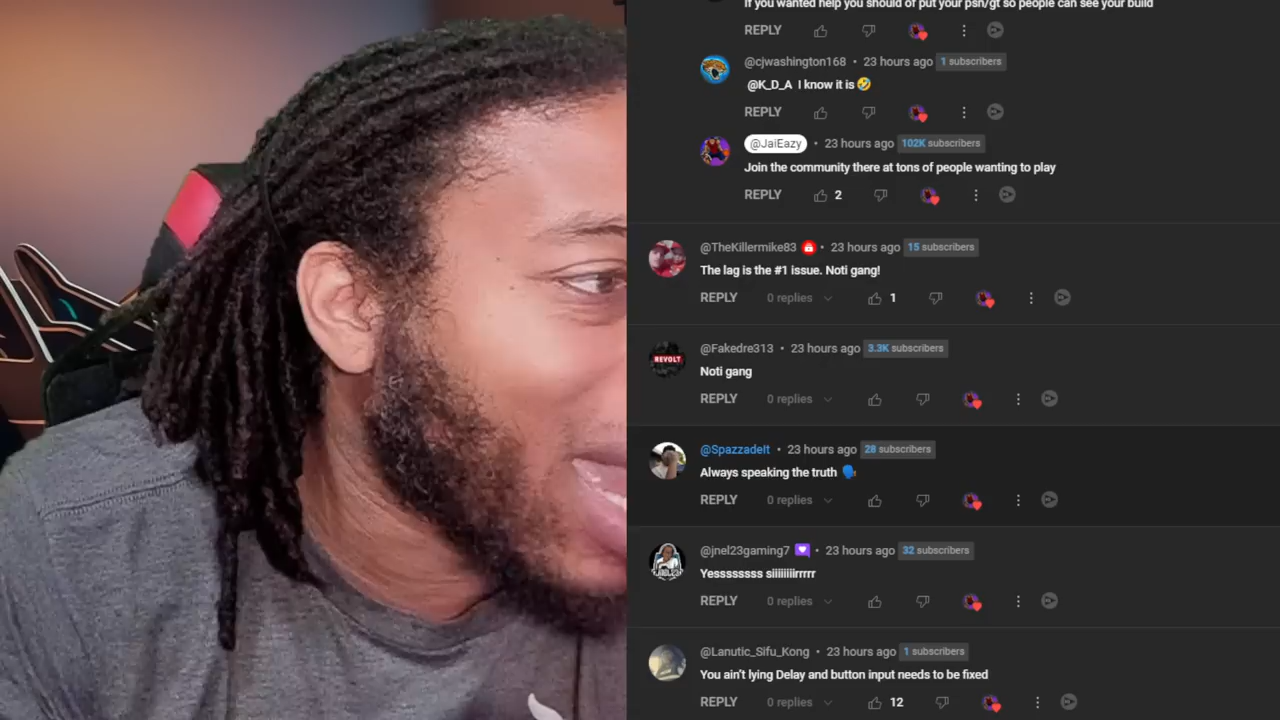 If you wanted help you should of put your psn/gt so people can see your build
REPLY
@cjwashington168 • 23 hours ago 1 subscribers
@K_D_A I know it is 🤣
REPLY
@JaiEazy • 23 hours ago 102K subscribers
Join the community there at tons of people wanting to play
REPLY 2
@TheKillermike83 • 23 hours ago 15 subscribers
The lag is the #1 issue. Noti gang!
REPLY 0 replies 1
@Fakedre313 • 23 hours ago 3.3K subscribers
REVOLT
Noti gang
REPLY 0 replies
@SpazzadeIt • 23 hours ago 28 subscribers
Always speaking the truth 🗣
REPLY 0 replies
@jnel23gaming7 • 23 hours ago 32 subscribers
Yessssssss siiiiiiiirrrrr
REPLY 0 replies
@Lanutic_Sifu_Kong • 23 hours ago 1 subscribers
You ain't lying Delay and button input needs to be fixed
REPLY 0 replies 12